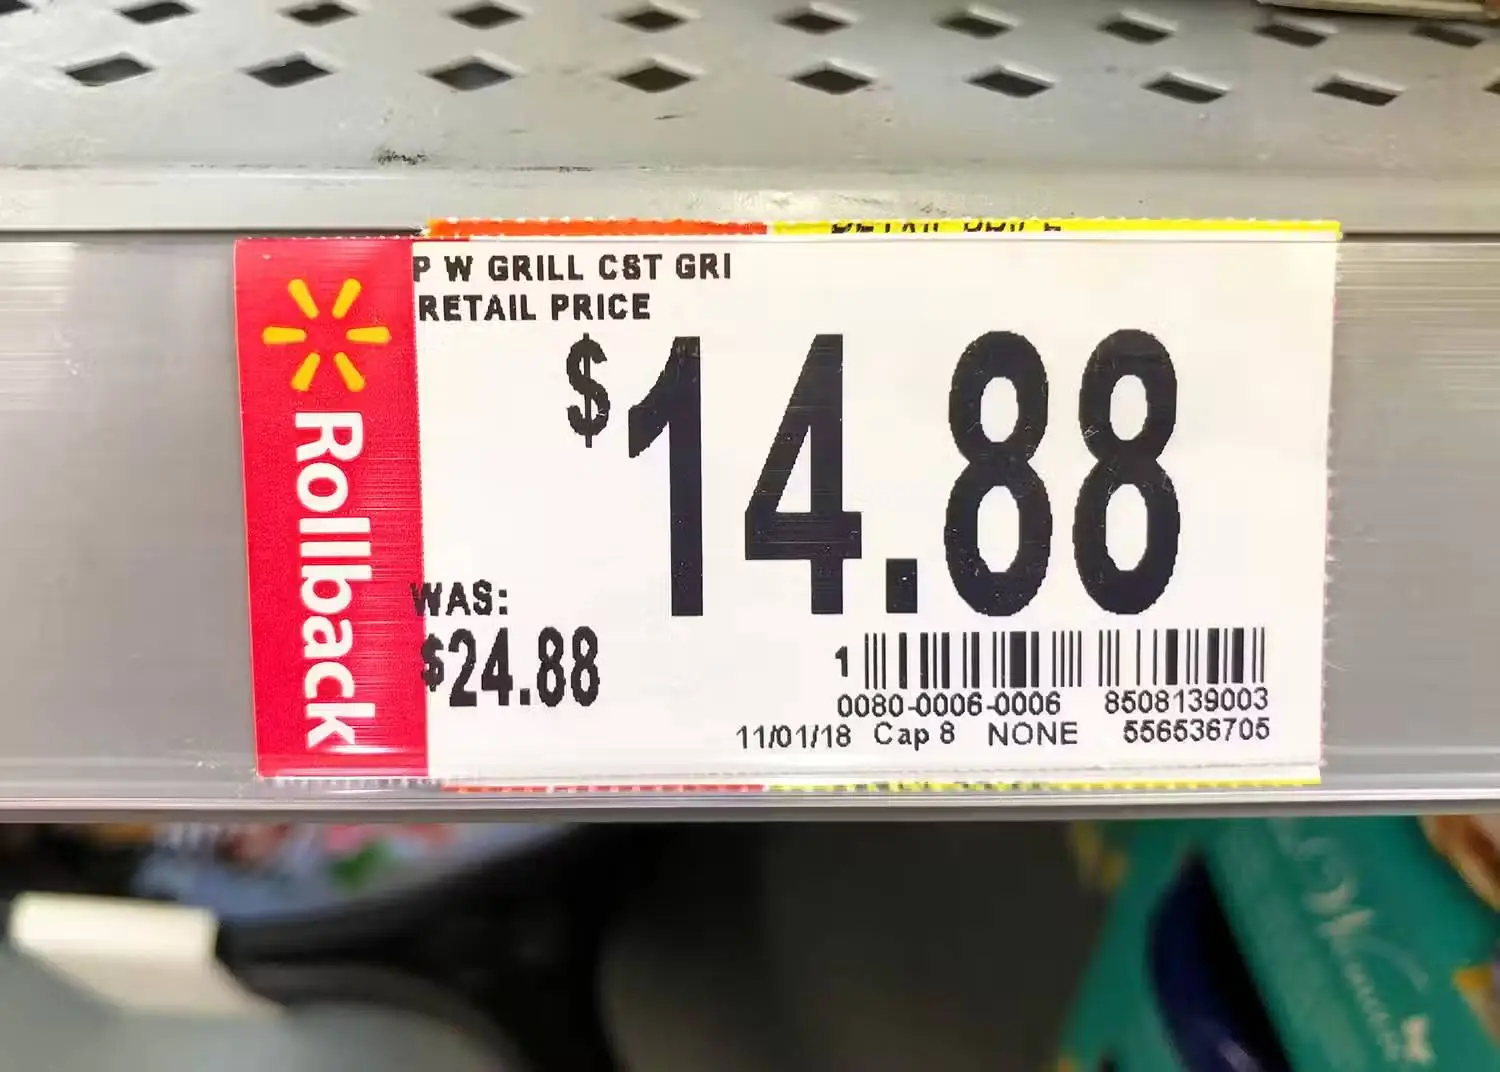 P W GRILL CST GRI
RETAIL PRICE
$14.88
Rollback
WAS:
$24.88
1
0080-0006-0006 8508139003
11/01/18 Cap 8 NONE 556536705